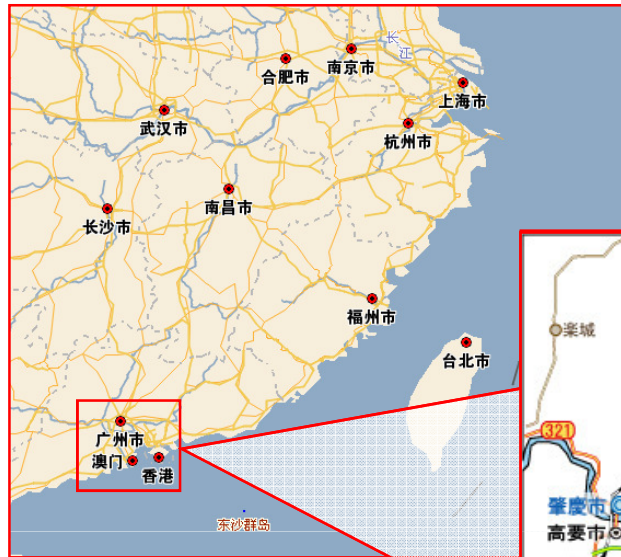 长江
南京市
合肥市
上海市
武汉市
杭州市
南昌市
长沙市
福州市
楽城
台北市
321
广州市
澳门
香港
肇慶市
高要市
东沙群岛